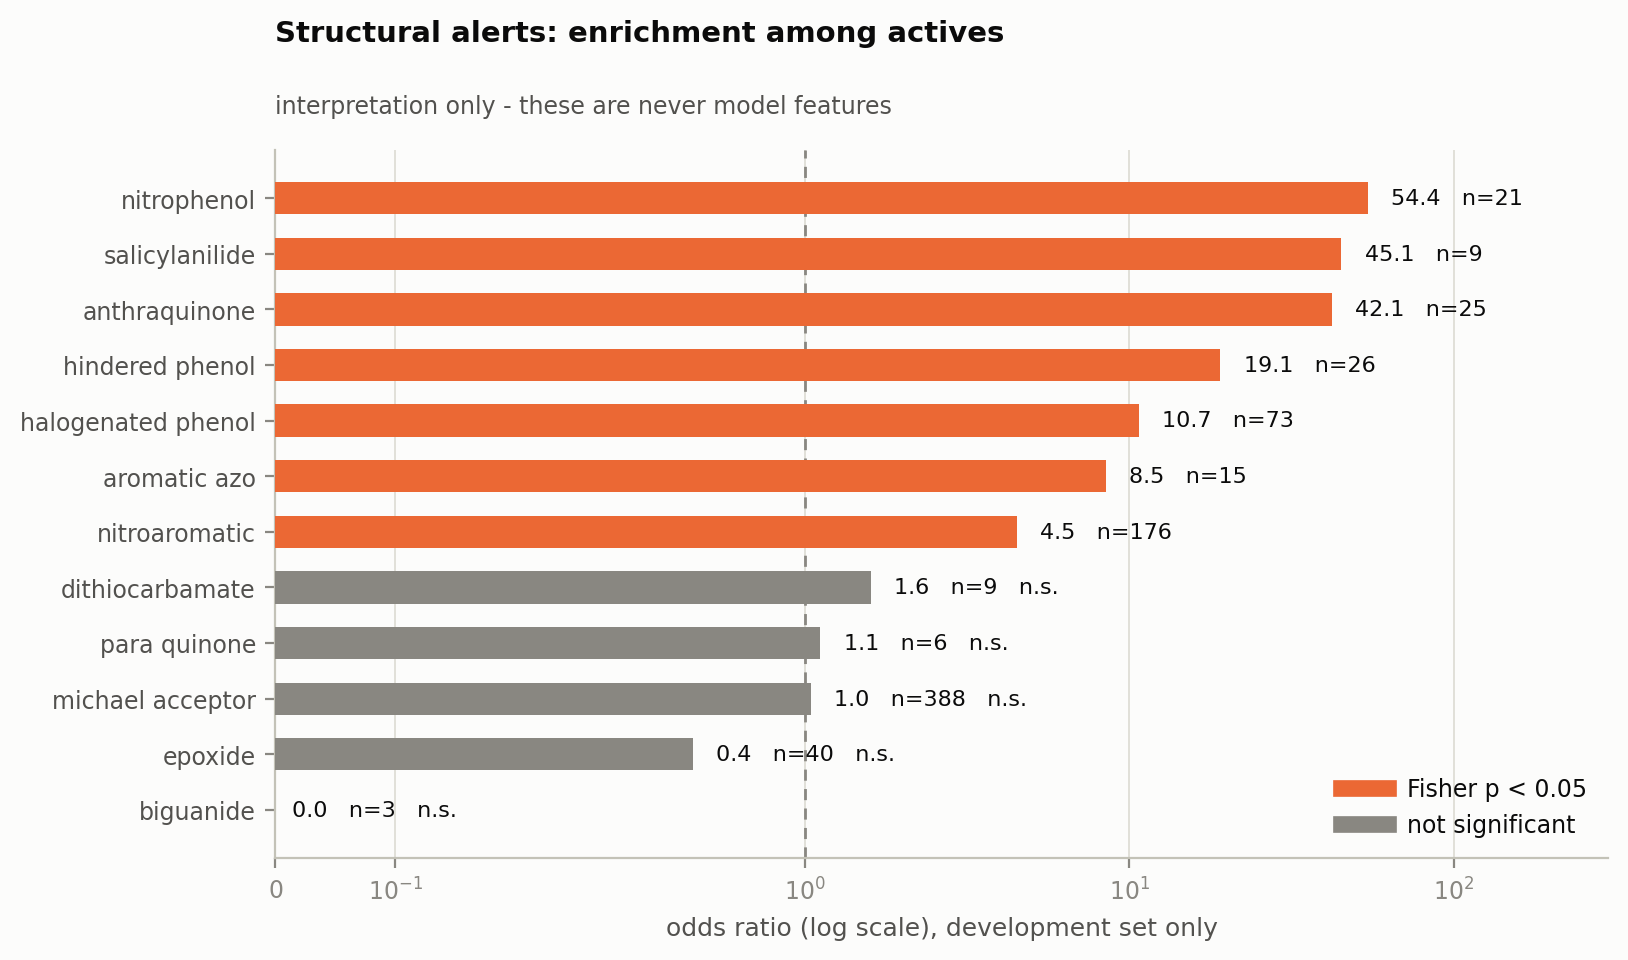 Structural alerts: enrichment among actives
interpretation only - these are never model features
nitrophenol 54.4 n=21
salicylanilide 45.1 n=9
anthraquinone 42.1 n=25
hindered phenol 19.1 n=26
halogenated phenol 10.7 n=73
aromatic azo 8.5 n=15
nitroaromatic 4.5 n=176
dithiocarbamate 1.6 n=9 n.s.
para quinone 1.1 n=6 n.s.
michael acceptor 1.0 n=388 n.s.
epoxide 0.4 n=40 n.s.
biguanide 0.0 n=3 n.s.
Fisher p < 0.05
not significant
0 10⁻¹ 10⁰ 10¹ 10²
odds ratio (log scale), development set only